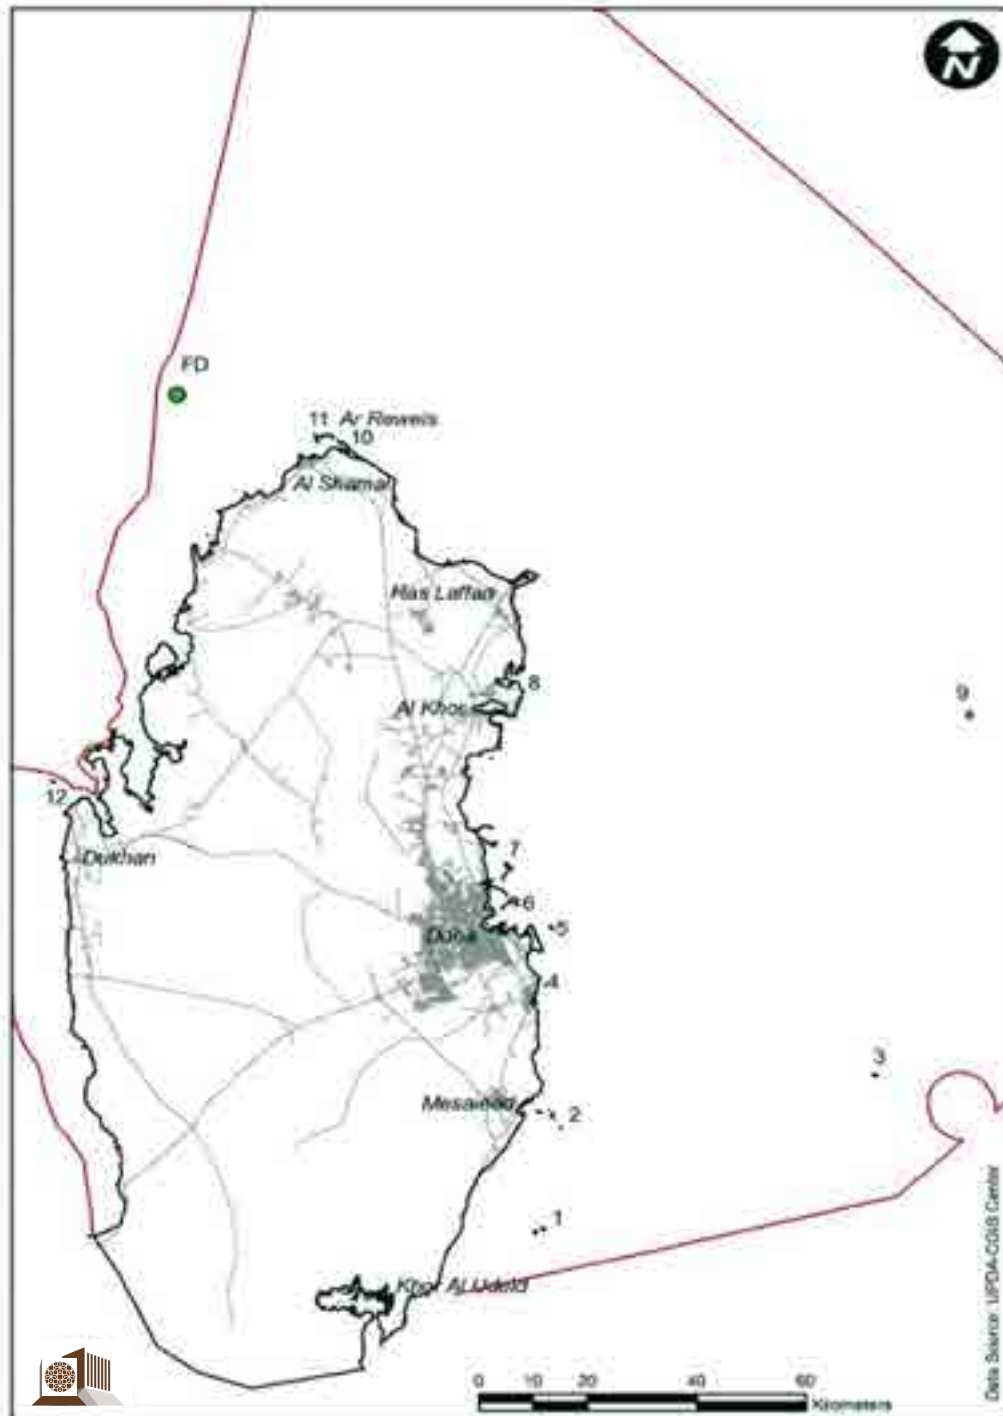 N
FD
11 Ar Reweis
10
Al Shamal
Ras Laffan
8
Al Khor
9
12
Dukhan
7
6
Doha
5
4
3
Mesaieed
2
1
Khor Al Udeid
0 10 20 40 60
Kilometers
Data Source: UPDA-CGIS Center